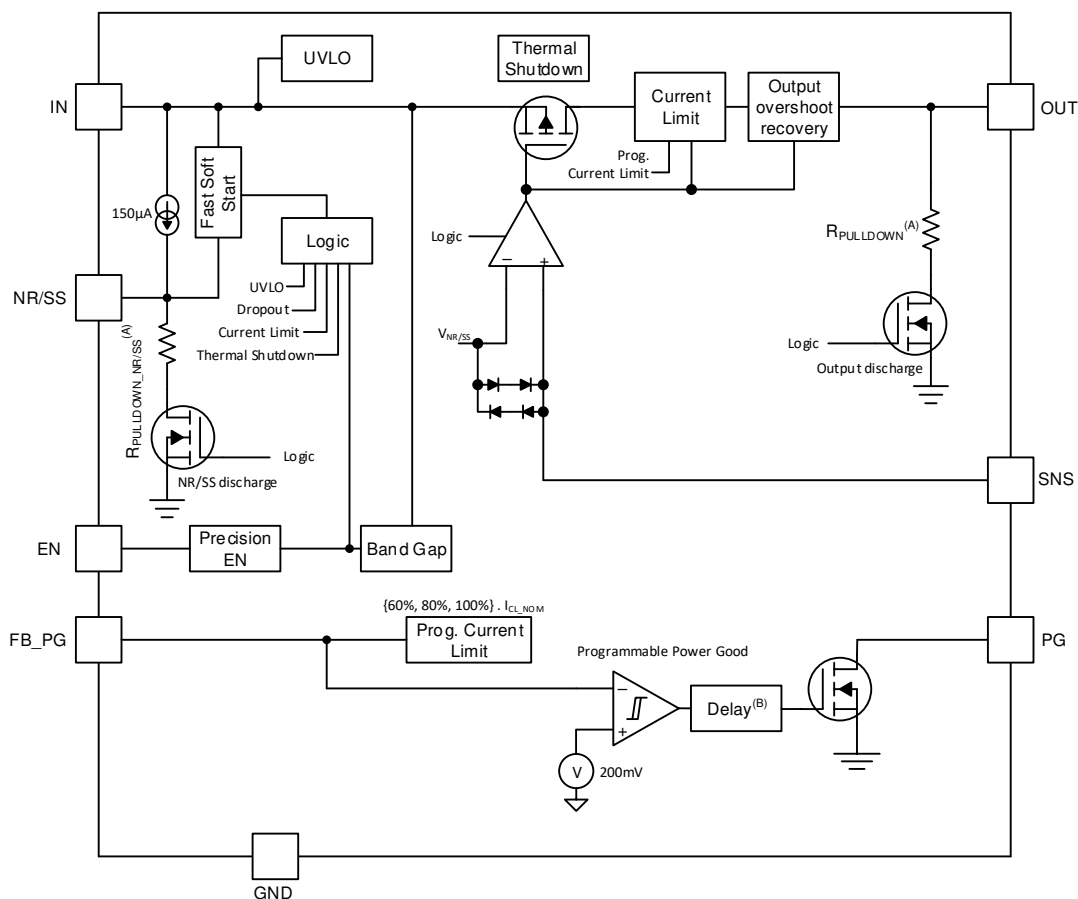 UVLO
Thermal
Shutdown
IN
OUT
Current
Limit
Output
overshoot
recovery
Prog.
Current Limit
150µA
Fast Soft
Start
Logic
Logic
R_PULLDOWN^(A)
NR/SS
UVLO
Dropout
Current Limit
Thermal Shutdown
−
+
V_NR/SS
R_PULLDOWN_NR/SS^(A)
Logic
Output discharge
Logic
NR/SS discharge
SNS
EN
Precision
EN
Band Gap
{60%, 80%, 100%} . I_CL_NOM
FB_PG
Prog. Current
Limit
PG
Programmable Power Good
−
+
Delay^(B)
V
200mV
GND